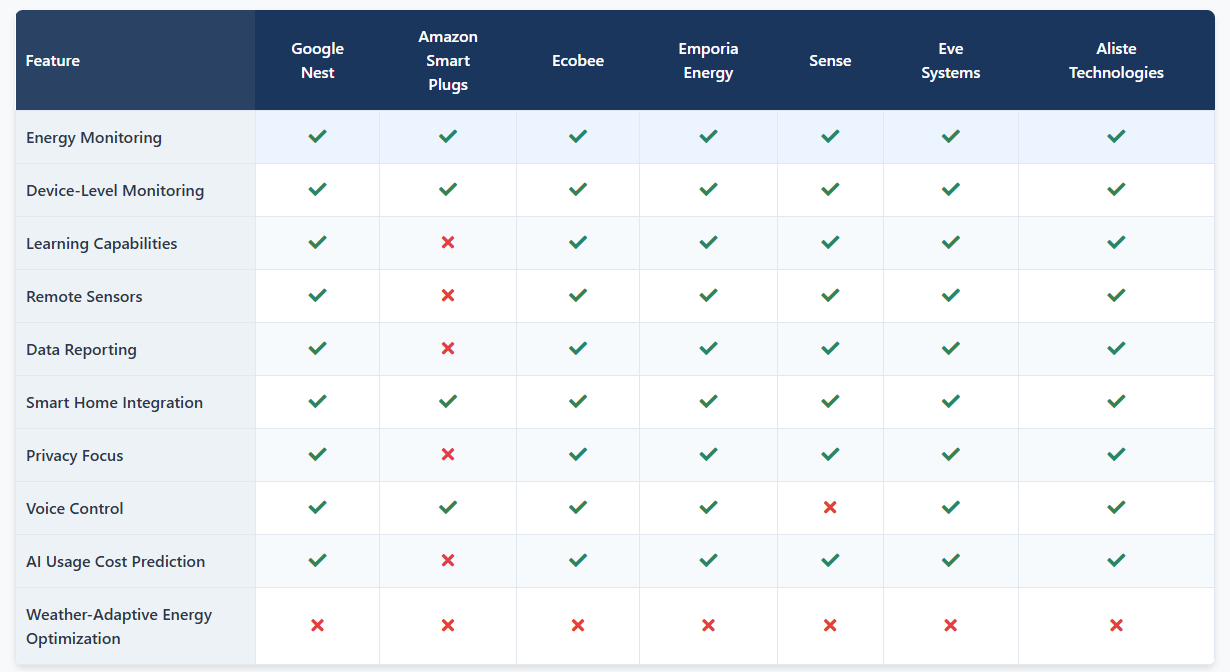 Feature
Google
Nest
Amazon
Smart
Plugs
Ecobee
Emporia
Energy
Sense
Eve
Systems
Aliste
Technologies
Energy Monitoring
Device-Level Monitoring
Learning Capabilities
Remote Sensors
Data Reporting
Smart Home Integration
Privacy Focus
Voice Control
AI Usage Cost Prediction
Weather-Adaptive Energy
Optimization